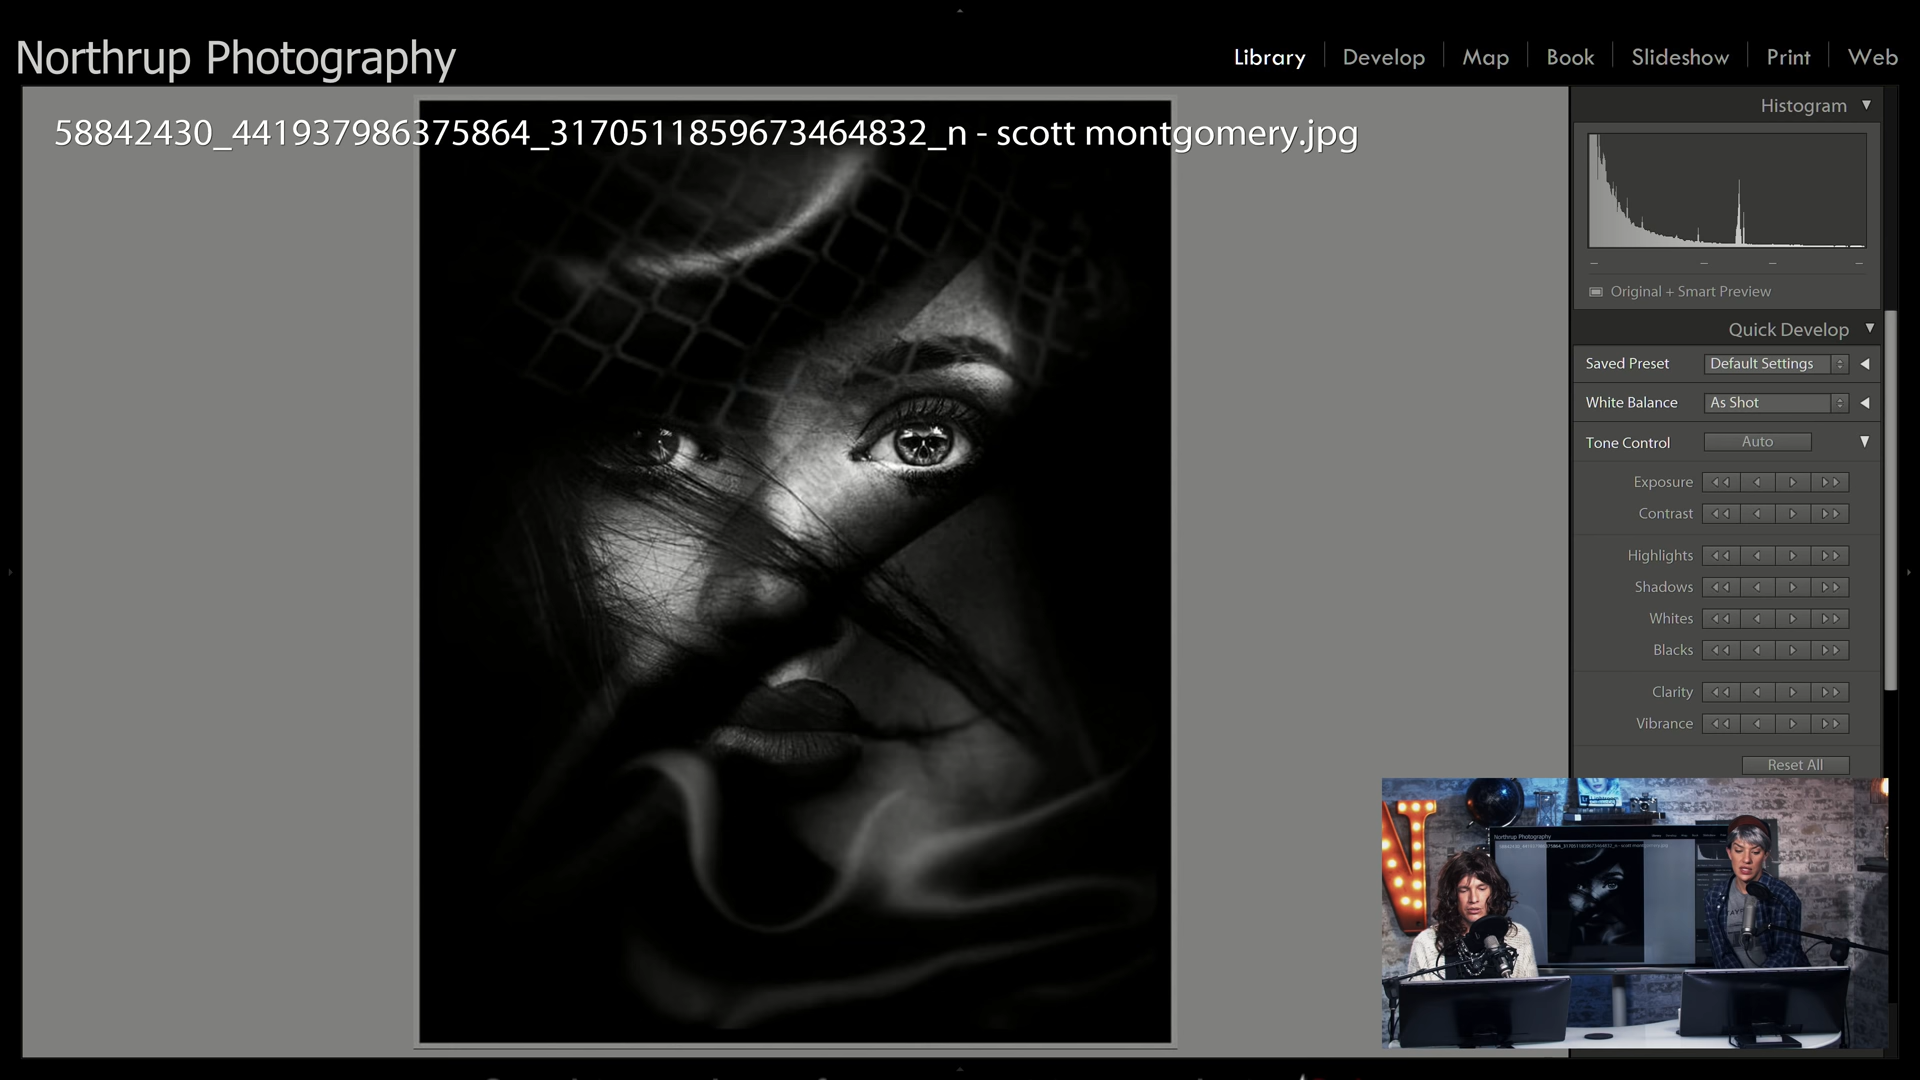 Northrup Photography
Library | Develop | Map | Book | Slideshow | Print | Web
58842430_441937986375864_3170511859673464832_n - scott montgomery.jpg
Histogram
Original + Smart Preview
Quick Develop
Saved Preset Default Settings
White Balance As Shot
Tone Control Auto
Exposure
Contrast
Highlights
Shadows
Whites
Blacks
Clarity
Vibrance
Reset All
Northrup Photography
N